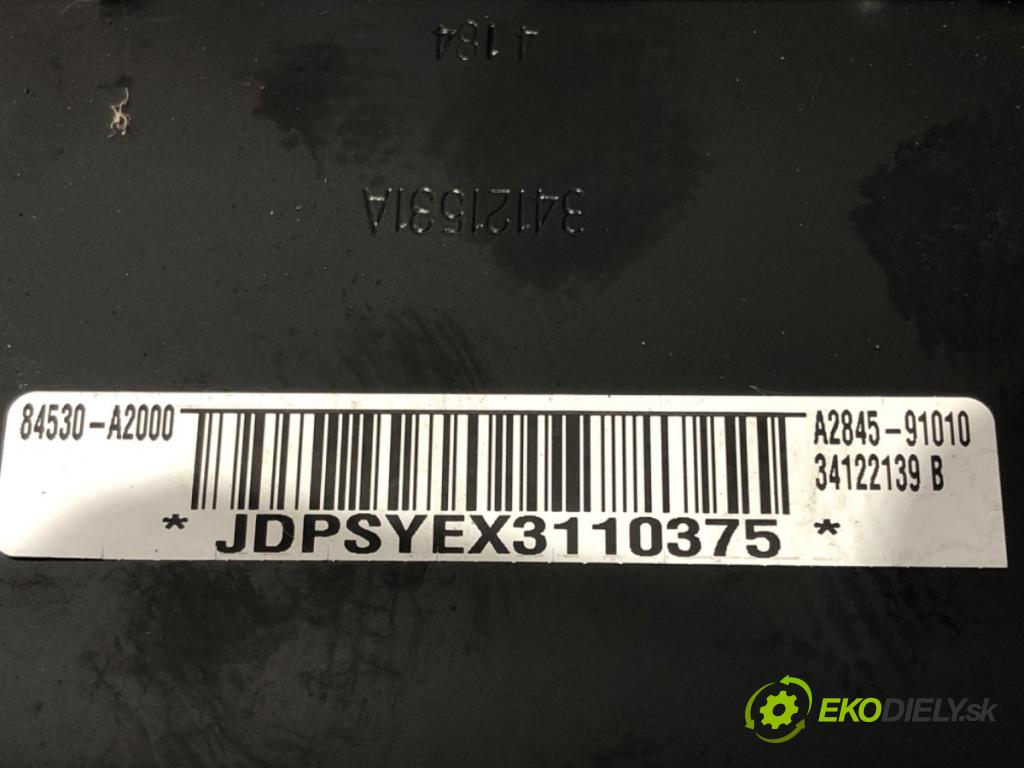 4184
34121531A
84530-A2000
A2845-91010
34122139 B
* JDPSYEX3110375 *
EKODIELY.sk